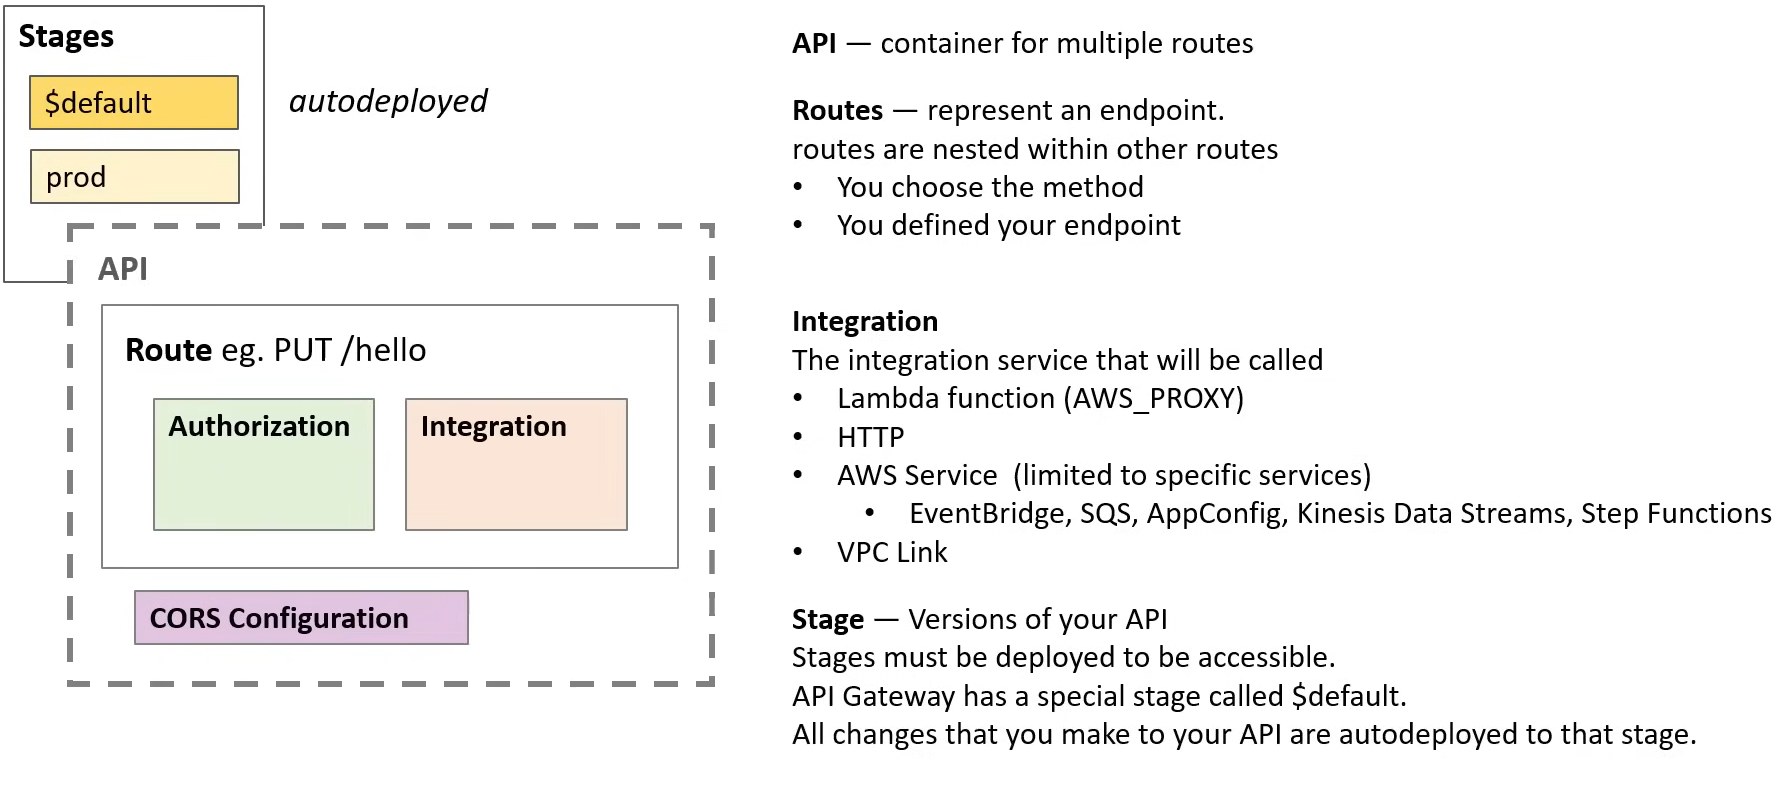 Stages
$default
autodeployed
prod
API
Route eg. PUT /hello
Authorization
Integration
CORS Configuration
API — container for multiple routes
Routes — represent an endpoint.
routes are nested within other routes
• You choose the method
• You defined your endpoint
Integration
The integration service that will be called
• Lambda function (AWS_PROXY)
• HTTP
• AWS Service (limited to specific services)
• EventBridge, SQS, AppConfig, Kinesis Data Streams, Step Functions
• VPC Link
Stage — Versions of your API
Stages must be deployed to be accessible.
API Gateway has a special stage called $default.
All changes that you make to your API are autodeployed to that stage.